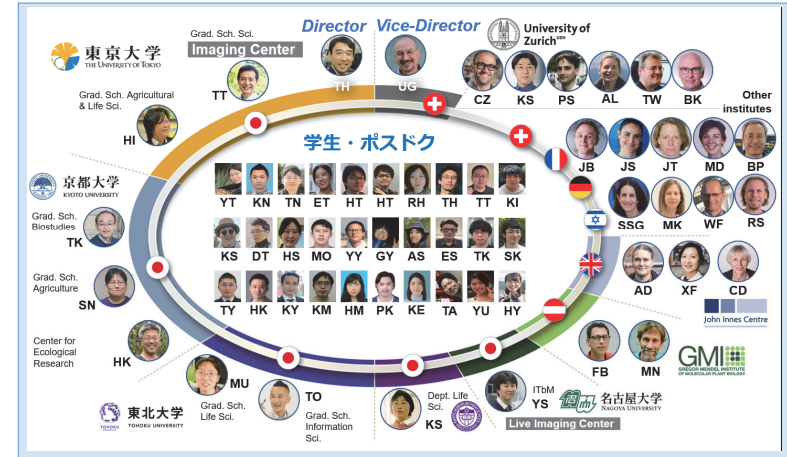 Director
Vice-Director
東京大学
THE UNIVERSITY OF TOKYO
Grad. Sch. Sci.
Imaging Center
TT
TH
UG
University of
Zurich UZH
CZ KS PS AL TW BK
Other
institutes
Grad. Sch. Agricultural
& Life Sci.
HI
JB JS JT MD BP
学生・ポスドク
京都大学
KYOTO UNIVERSITY
YT KN TN ET HT HT RH TH TT KI
SSG MK WF RS
Grad. Sch.
Biostudies
TK
KS DT HS MO YY GY AS ES TK SK
Grad. Sch.
Agriculture
SN
AD XF CD
John Innes Centre
TY HK KY KM HM PK KE TA YU HY
Center for
Ecological
Research
HK
FB MN
GMI
GREGOR MENDEL INSTITUTE
OF MOLECULAR PLANT BIOLOGY
MU
Grad. Sch.
Life Sci.
TO
Grad. Sch.
Information
Sci.
TOHOKU
UNIVERSITY
東北大学
TOHOKU UNIVERSITY
Dept. Life
Sci.
KS
ITbM
YS
Live Imaging Center
名古屋大学
NAGOYA UNIVERSITY